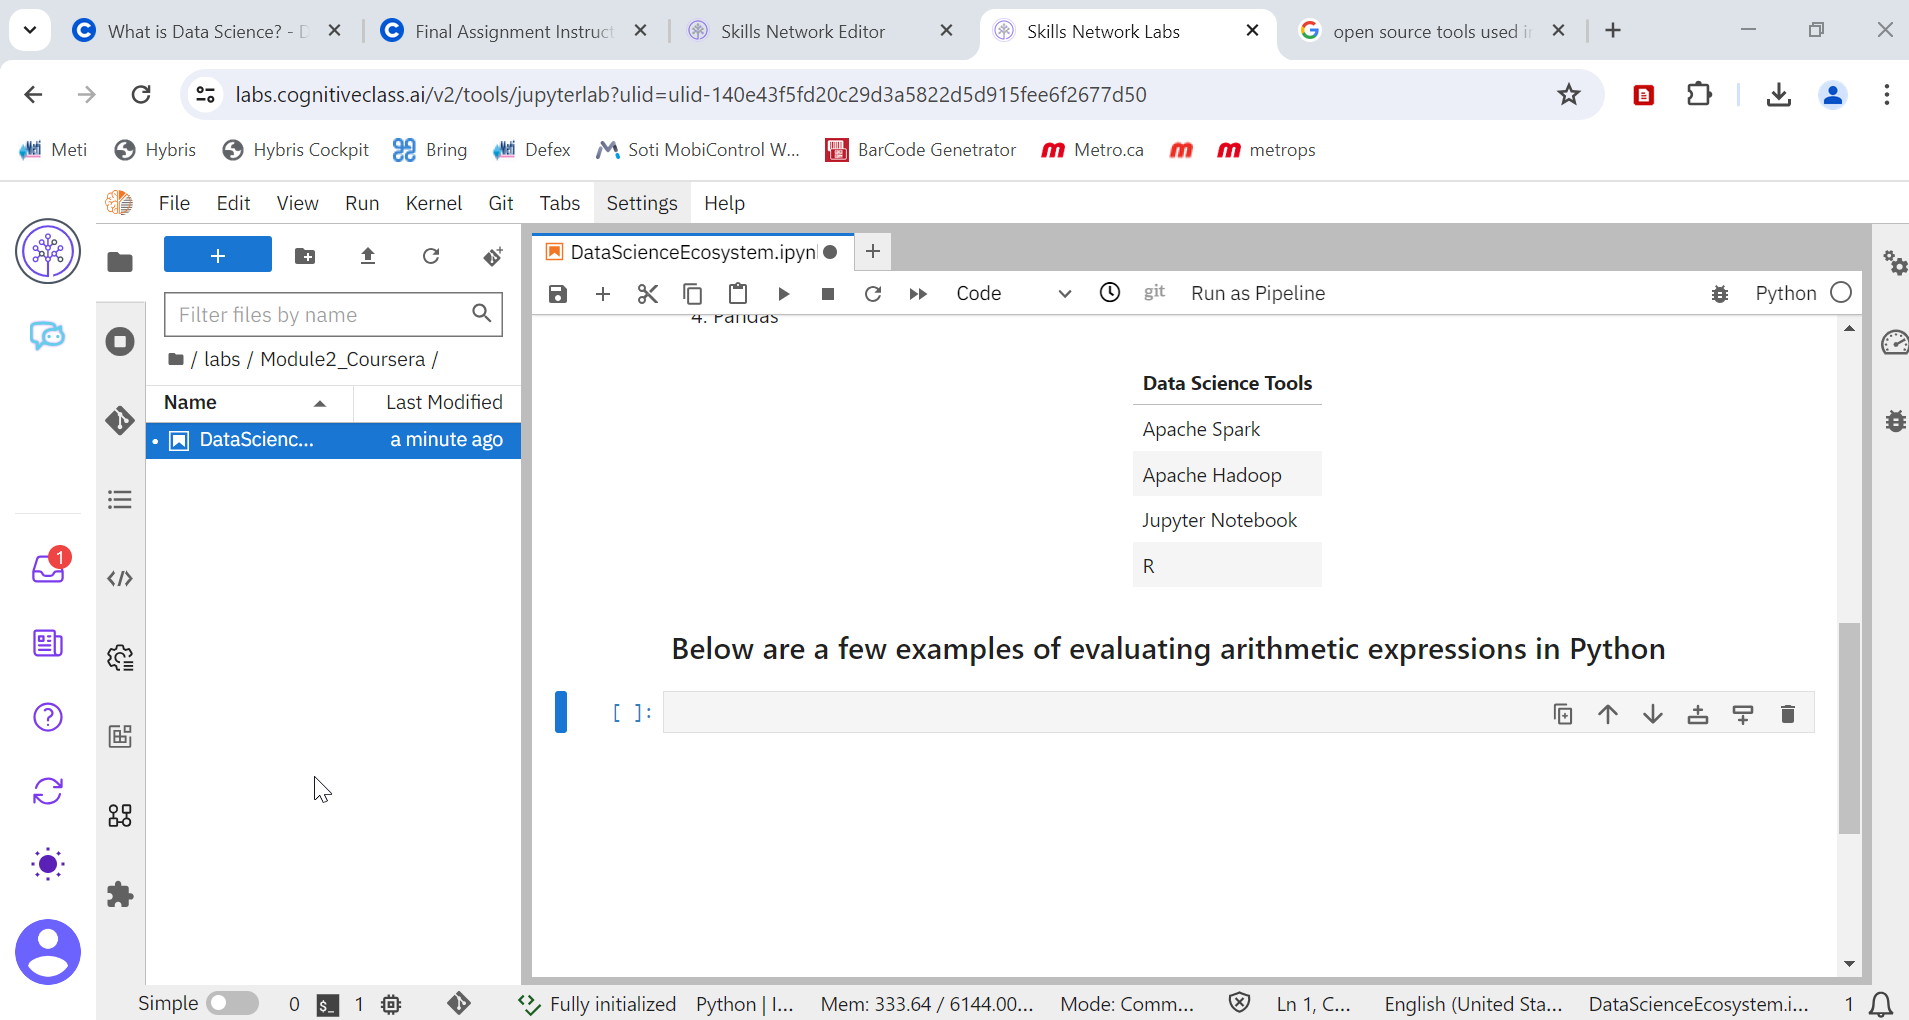 What is Data Science? - D
Final Assignment Instruct
Skills Network Editor
Skills Network Labs
open source tools used in
labs.cognitiveclass.ai/v2/tools/jupyterlab?ulid=ulid-140e43f5fd20c29d3a5822d5d915fee6f2677d50
Meti
Hybris
Hybris Cockpit
Bring
Defex
Soti MobiControl W...
BarCode Genetrator
Metro.ca
metrops
File Edit View Run Kernel Git Tabs Settings Help
DataScienceEcosystem.ipyn
Code
git
Run as Pipeline
Python
Filter files by name
/ labs / Module2_Coursera /
Name
Last Modified
DataScienc...
a minute ago
4. Pandas
Data Science Tools
Apache Spark
Apache Hadoop
Jupyter Notebook
R
Below are a few examples of evaluating arithmetic expressions in Python
[ ]:
1
Simple
0
$_
1
Fully initialized
Python | I...
Mem: 333.64 / 6144.00...
Mode: Comm...
Ln 1, C...
English (United Sta...
DataScienceEcosystem.i...
1